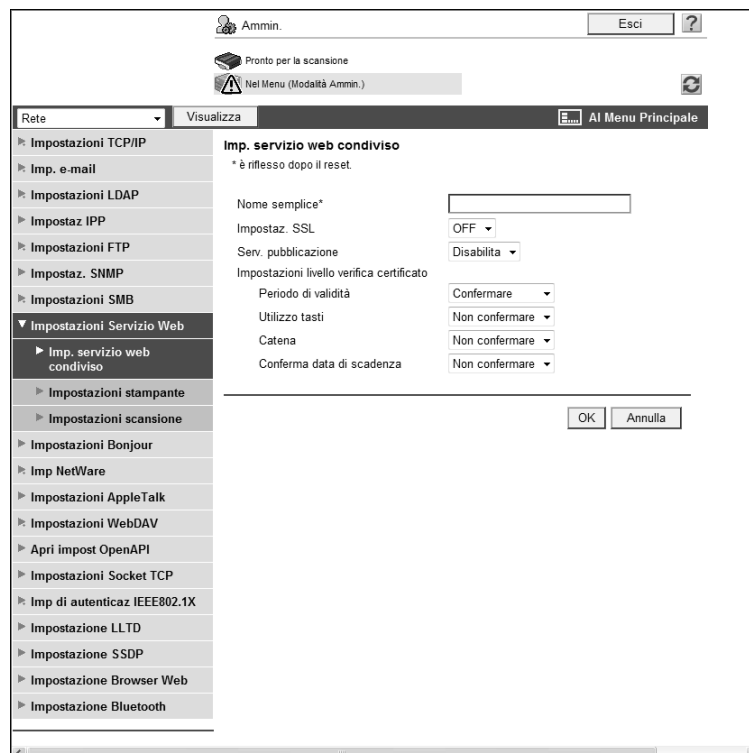 Ammin.
Esci
?
Pronto per la scansione
Nel Menu (Modalità Ammin.)
Rete
Visualizza
Al Menu Principale
Impostazioni TCP/IP
Imp. e-mail
Impostazioni LDAP
Impostaz IPP
Impostazioni FTP
Impostaz. SNMP
Impostazioni SMB
Impostazioni Servizio Web
Imp. servizio web
condiviso
Impostazioni stampante
Impostazioni scansione
Impostazioni Bonjour
Imp NetWare
Impostazioni AppleTalk
Impostazioni WebDAV
Apri impost OpenAPI
Impostazioni Socket TCP
Imp di autenticaz IEEE802.1X
Impostazione LLTD
Impostazione SSDP
Impostazione Browser Web
Impostazione Bluetooth
Imp. servizio web condiviso
* è riflesso dopo il reset.
Nome semplice*
Impostaz. SSL OFF
Serv. pubblicazione Disabilita
Impostazioni livello verifica certificato
Periodo di validità Confermare
Utilizzo tasti Non confermare
Catena Non confermare
Conferma data di scadenza Non confermare
OK Annulla